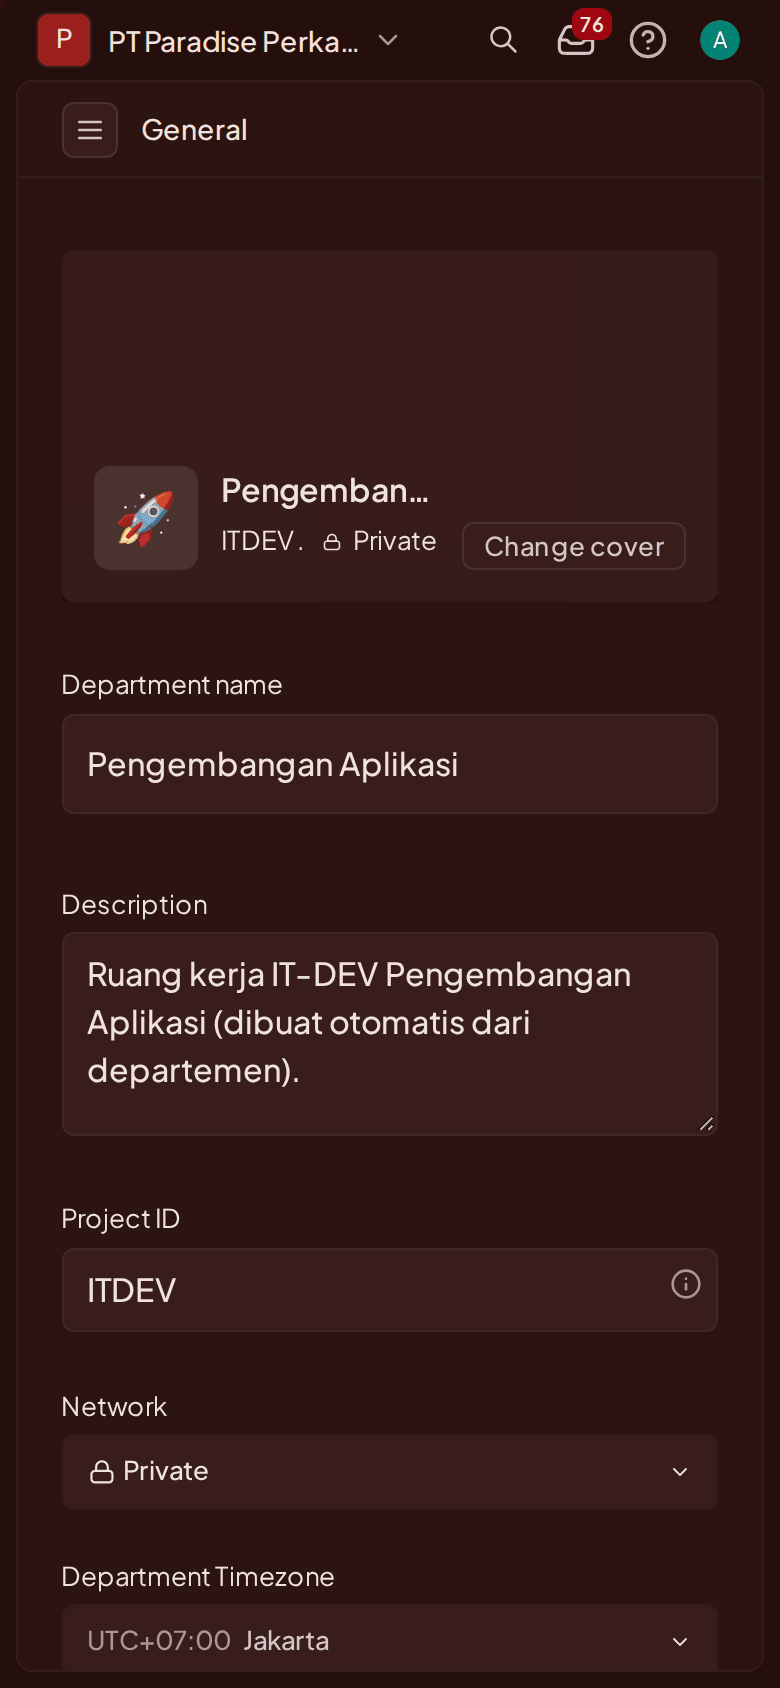 P PT Paradise Perka... 76 A
General
Pengemban...
ITDEV. Private
Change cover
Department name
Pengembangan Aplikasi
Description
Ruang kerja IT-DEV Pengembangan
Aplikasi (dibuat otomatis dari
departemen).
Project ID
ITDEV
Network
Private
Department Timezone
UTC+07:00 Jakarta